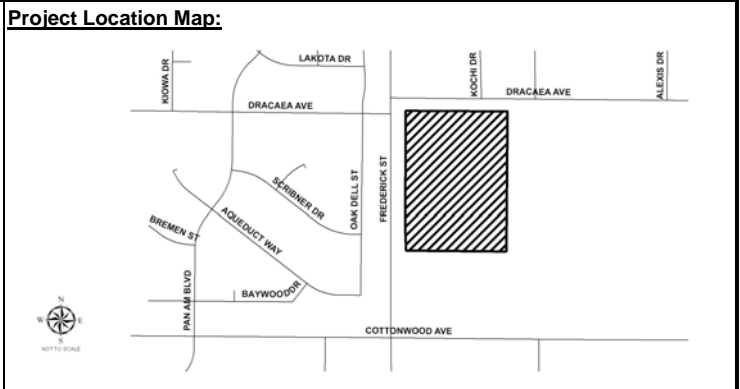 Project Location Map:
LAKOTA DR
KIOWA DR
KOCHI DR
ALEXIS DR
DRACAEA AVE
DRACAEA AVE
SCRIBNER DR
OAK DELL ST
FREDERICK ST
AQUEDUCT WAY
BREMEN ST
PAN AM BLVD
BAYWOOD DR
COTTONWOOD AVE
N
W E
S
NOT TO SCALE